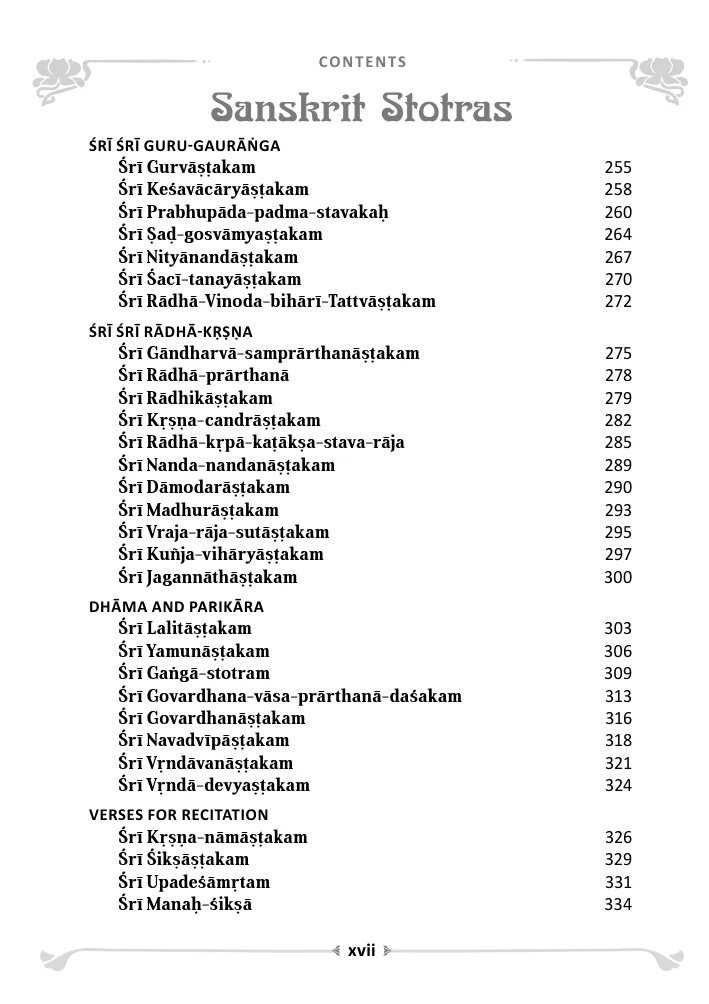 CONTENTS
Sanskrit Stotras
ŚRĪ ŚRĪ GURU-GAURĀṄGA
Śrī Gurvāṣṭakam 255
Śrī Keśavācāryāṣṭakam 258
Śrī Prabhupāda-padma-stavakaḥ 260
Śrī Ṣaḍ-gosvāmyaṣṭakam 264
Śrī Nityānandāṣṭakam 267
Śrī Śacī-tanayāṣṭakam 270
Śrī Rādhā-Vinoda-bihārī-Tattvāṣṭakam 272
ŚRĪ ŚRĪ RĀDHĀ-KṚṢṆA
Śrī Gāndharvā-samprārthanāṣṭakam 275
Śrī Rādhā-prārthanā 278
Śrī Rādhikāṣṭakam 279
Śrī Kṛṣṇa-candrāṣṭakam 282
Śrī Rādhā-kṛpā-kaṭākṣa-stava-rāja 285
Śrī Nanda-nandanāṣṭakam 289
Śrī Dāmodarāṣṭakam 290
Śrī Madhurāṣṭakam 293
Śrī Vraja-rāja-sutāṣṭakam 295
Śrī Kuñja-vihāryaṣṭakam 297
Śrī Jagannāthāṣṭakam 300
DHĀMA AND PARIKĀRA
Śrī Lalitāṣṭakam 303
Śrī Yamunāṣṭakam 306
Śrī Gaṅgā-stotram 309
Śrī Govardhana-vāsa-prārthanā-daśakam 313
Śrī Govardhanāṣṭakam 316
Śrī Navadvīpāṣṭakam 318
Śrī Vṛndāvanāṣṭakam 321
Śrī Vṛndā-devyaṣṭakam 324
VERSES FOR RECITATION
Śrī Kṛṣṇa-nāmāṣṭakam 326
Śrī Śikṣāṣṭakam 329
Śrī Upadeśāmṛtam 331
Śrī Manaḥ-śikṣā 334
xvii